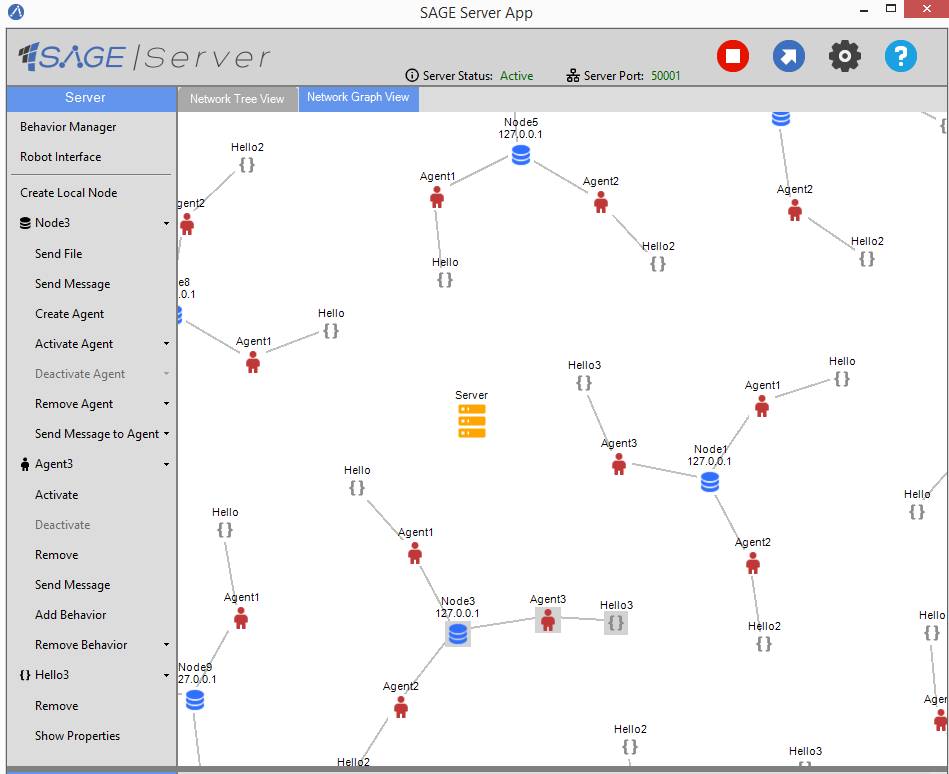 SAGE Server App
SAGE|Server
Server Status: Active
Server Port: 50001
?
Server
Network Tree View
Network Graph View
Behavior Manager
Robot Interface
Create Local Node
Node3
Send File
Send Message
Create Agent
Activate Agent
Deactivate Agent
Remove Agent
Send Message to Agent
Agent3
Activate
Deactivate
Remove
Send Message
Add Behavior
Remove Behavior
{} Hello3
Remove
Show Properties
Node5
127.0.0.1
Hello2
{}
Agent1
Agent2
Agent2
gent2
Hello2
{}
Hello2
{}
Hello
{}
e8
.0.1
Hello
{}
Agent1
Hello3
{}
Hello
{}
Agent1
Server
Agent3
Node1
127.0.0.1
Hello
{}
Hello
{}
Hello
{}
Agent1
Agent2
Agent1
Node3
127.0.0.1
Agent3
Hello3
{}
Hello
{}
Hello2
{}
Node9
27.0.0.1
Agent2
Agen
Hello2
{}
Hello3
Hello2